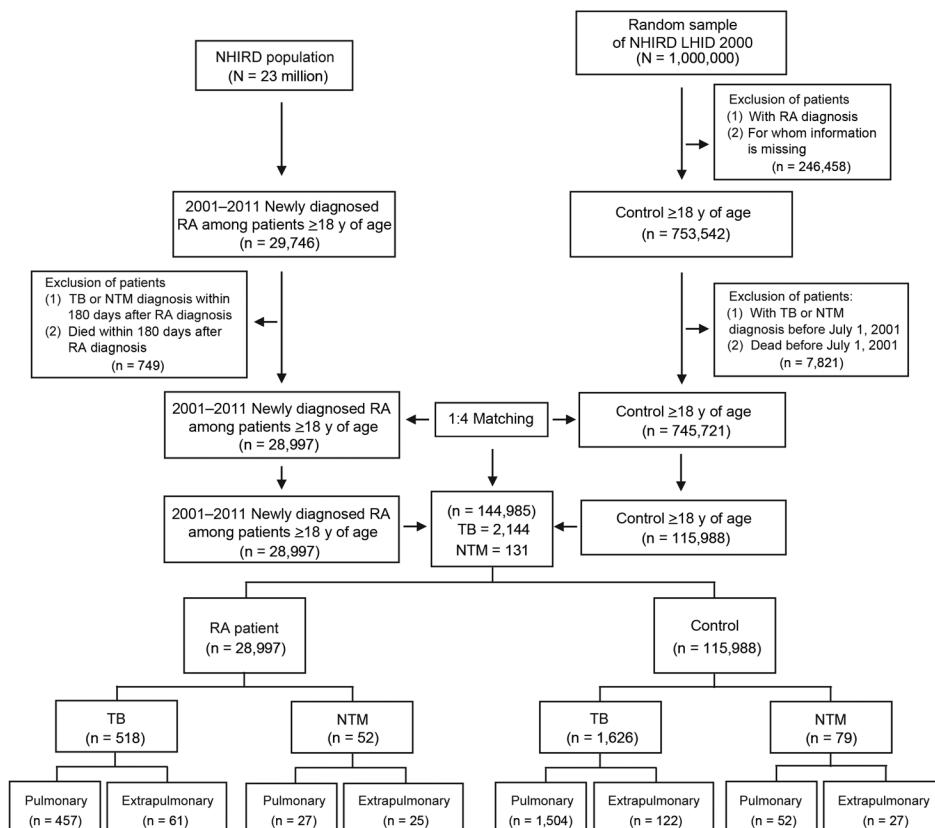 NHIRD population
(N = 23 million)
Random sample
of NHIRD LHID 2000
(N = 1,000,000)
Exclusion of patients
(1) With RA diagnosis
(2) For whom information
is missing
(n = 246,458)
2001–2011 Newly diagnosed
RA among patients ≥18 y of age
(n = 29,746)
Control ≥18 y of age
(n = 753,542)
Exclusion of patients
(1) TB or NTM diagnosis within
180 days after RA diagnosis
(2) Died within 180 days after
RA diagnosis
(n = 749)
Exclusion of patients:
(1) With TB or NTM
diagnosis before July 1, 2001
(2) Dead before July 1, 2001
(n = 7,821)
2001–2011 Newly diagnosed RA
among patients ≥18 y of age
(n = 28,997)
1:4 Matching
Control ≥18 y of age
(n = 745,721)
2001–2011 Newly diagnosed RA
among patients ≥18 y of age
(n = 28,997)
(n = 144,985)
TB = 2,144
NTM = 131
Control ≥18 y of age
(n = 115,988)
RA patient
(n = 28,997)
Control
(n = 115,988)
TB
(n = 518)
NTM
(n = 52)
TB
(n = 1,626)
NTM
(n = 79)
Pulmonary
(n = 457)
Extrapulmonary
(n = 61)
Pulmonary
(n = 27)
Extrapulmonary
(n = 25)
Pulmonary
(n = 1,504)
Extrapulmonary
(n = 122)
Pulmonary
(n = 52)
Extrapulmonary
(n = 27)